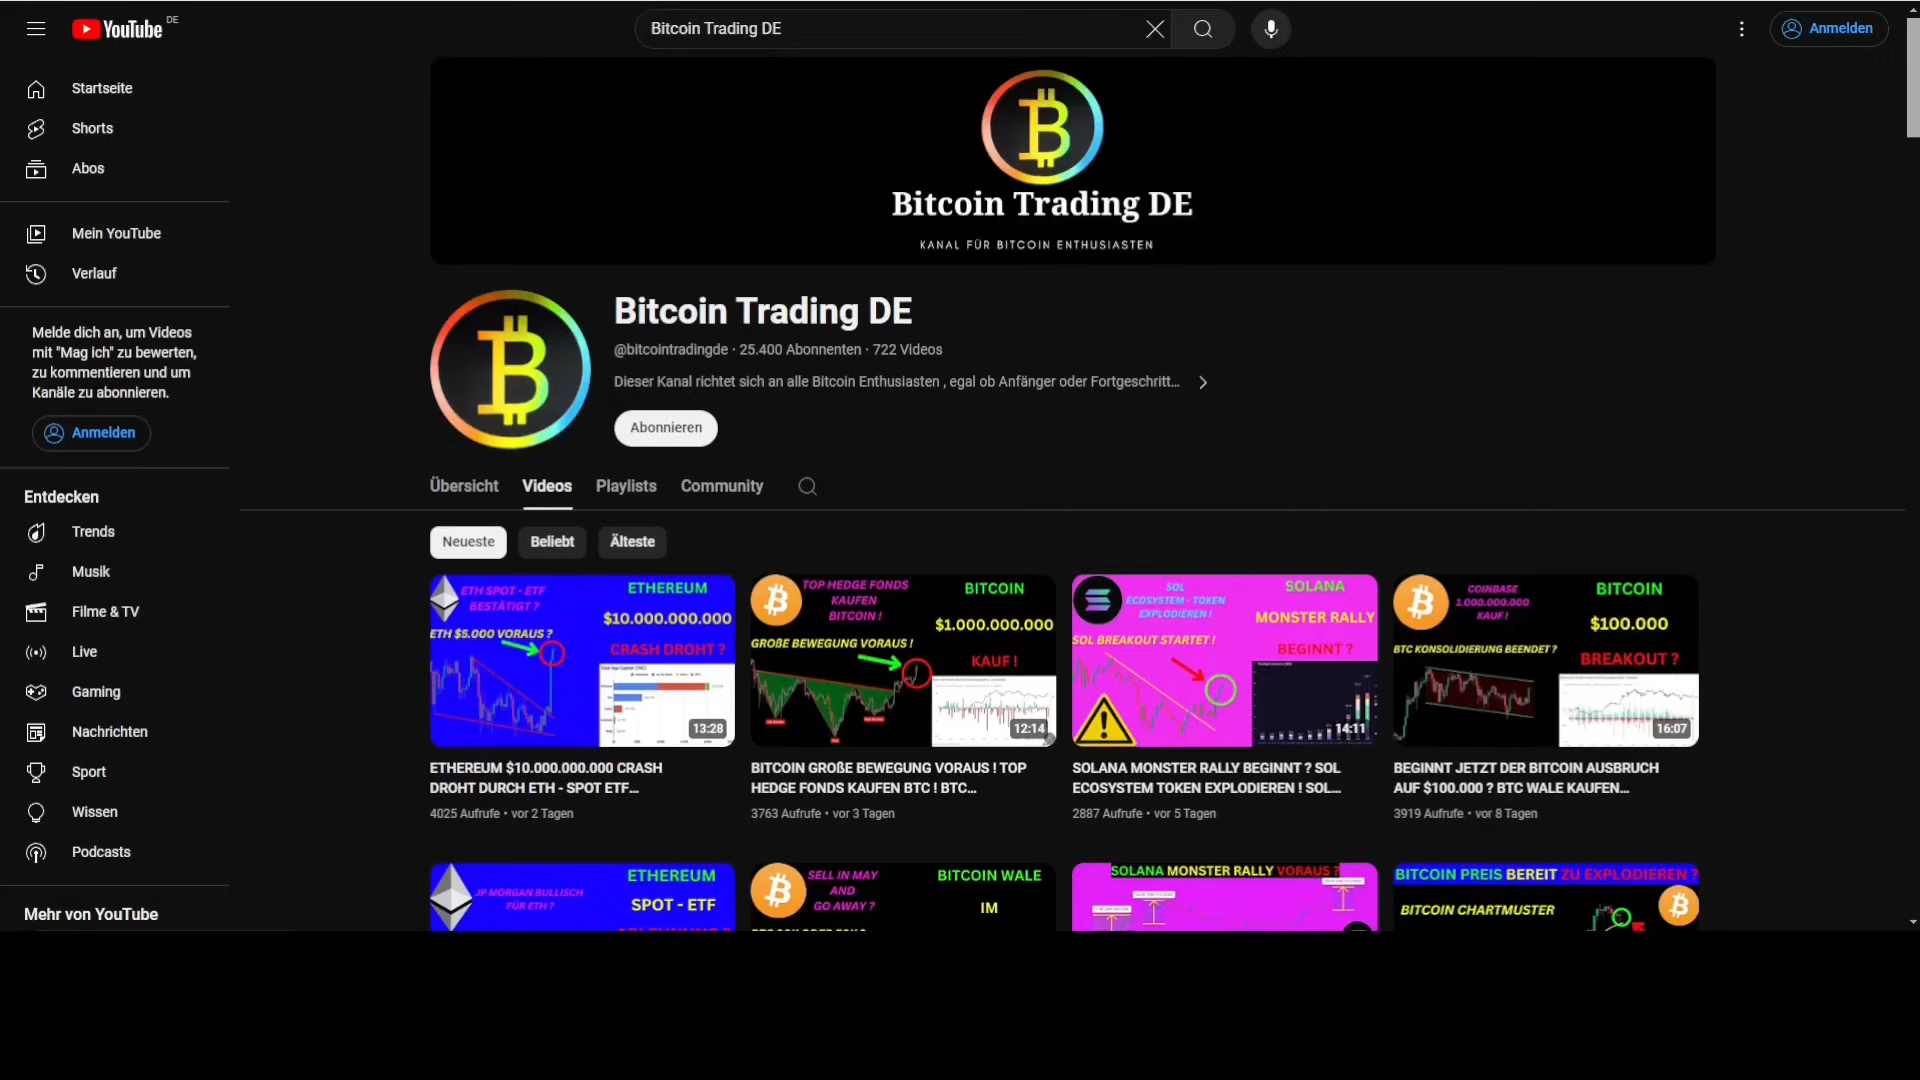 YouTube DE
Bitcoin Trading DE
Anmelden
Startseite
Shorts
Abos
Mein YouTube
Verlauf
Melde dich an, um Videos
mit "Mag ich" zu bewerten,
zu kommentieren und um
Kanäle zu abonnieren.
Anmelden
Entdecken
Trends
Musik
Filme & TV
Live
Gaming
Nachrichten
Sport
Wissen
Podcasts
Mehr von YouTube
Bitcoin Trading DE
KANAL FÜR BITCOIN ENTHUSIASTEN
Bitcoin Trading DE
@bitcointradingde · 25.400 Abonnenten · 722 Videos
Dieser Kanal richtet sich an alle Bitcoin Enthusiasten , egal ob Anfänger oder Fortgeschritt...
Abonnieren
Übersicht Videos Playlists Community
Neueste Beliebt Älteste
ETH SPOT - ETF
BESTÄTIGT ?
ETHEREUM
$10.000.000.000
ETH $5.000 VORAUS ?
CRASH DROHT ?
13:28
ETHEREUM $10.000.000.000 CRASH
DROHT DURCH ETH - SPOT ETF...
4025 Aufrufe • vor 2 Tagen
TOP HEDGE FONDS
KAUFEN
BITCOIN !
BITCOIN
$1.000.000.000
GROßE BEWEGUNG VORAUS !
KAUF !
12:14
BITCOIN GROßE BEWEGUNG VORAUS ! TOP
HEDGE FONDS KAUFEN BTC ! BTC...
3763 Aufrufe • vor 3 Tagen
SOL
ECOSYSTEM - TOKEN
EXPLODIEREN !
SOLANA
MONSTER RALLY
SOL BREAKOUT STARTET !
BEGINNT ?
14:11
SOLANA MONSTER RALLY BEGINNT ? SOL
ECOSYSTEM TOKEN EXPLODIEREN ! SOL...
2887 Aufrufe • vor 5 Tagen
COINBASE
1.000.000.000
KAUF !
BITCOIN
$100.000
BTC KONSOLIDIERUNG BEENDET ?
BREAKOUT ?
16:07
BEGINNT JETZT DER BITCOIN AUSBRUCH
AUF $100.000 ? BTC WALE KAUFEN...
3919 Aufrufe • vor 8 Tagen
JP MORGAN BULLISCH
FÜR ETH ?
ETHEREUM
SPOT - ETF
SELL IN MAY
AND
GO AWAY ?
BITCOIN WALE
IM
SOLANA MONSTER RALLY VORAUS ?
BITCOIN PREIS BEREIT ZU EXPLODIEREN ?
BITCOIN CHARTMUSTER